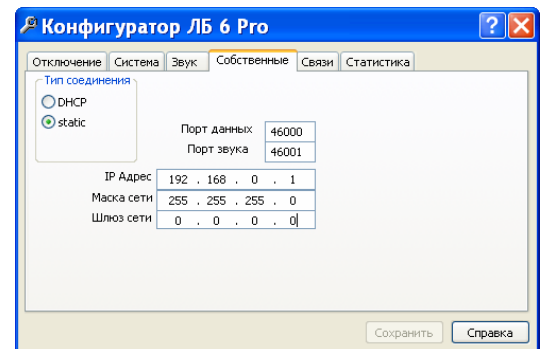 Конфигуратор ЛБ 6 Pro
Отключение Система Звук Собственные Связи Статистика
Тип соединения
DHCP
static
Порт данных 46000
Порт звука 46001
IP Адрес 192 . 168 . 0 . 1
Маска сети 255 . 255 . 255 . 0
Шлюз сети 0 . 0 . 0 . 0
Сохранить Справка